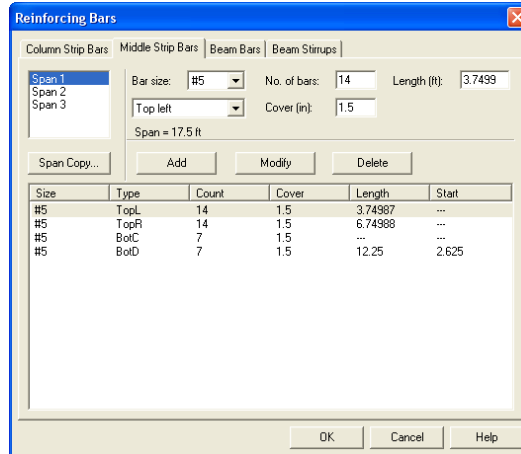 Reinforcing Bars
Column Strip Bars Middle Strip Bars Beam Bars Beam Stirrups
Span 1
Span 2
Span 3
Bar size: #5 No. of bars: 14 Length (ft): 3.7499
Top left Cover (in): 1.5
Span = 17.5 ft
Span Copy... Add Modify Delete
Size Type Count Cover Length Start
#5 TopL 14 1.5 3.74987 ---
#5 TopR 14 1.5 6.74988 ---
#5 BotC 7 1.5 --- ---
#5 BotD 7 1.5 12.25 2.625
OK Cancel Help